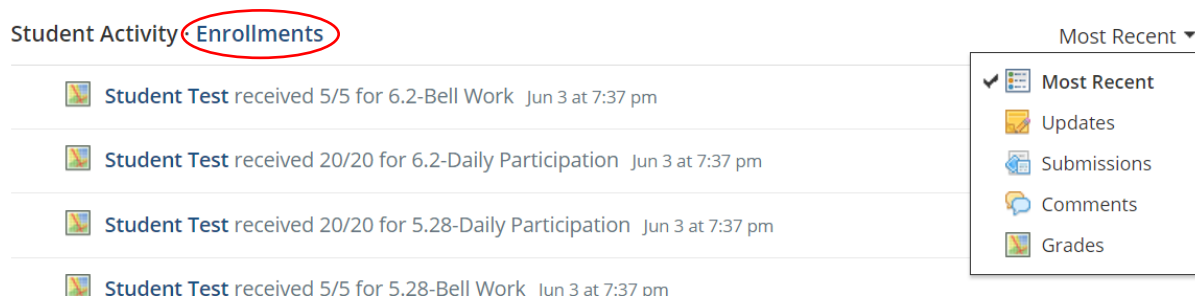 Student Activity · Enrollments
Most Recent
Student Test received 5/5 for 6.2-Bell Work Jun 3 at 7:37 pm
Student Test received 20/20 for 6.2-Daily Participation Jun 3 at 7:37 pm
Student Test received 20/20 for 5.28-Daily Participation Jun 3 at 7:37 pm
Student Test received 5/5 for 5.28-Bell Work Jun 3 at 7:37 pm
Most Recent
Updates
Submissions
Comments
Grades